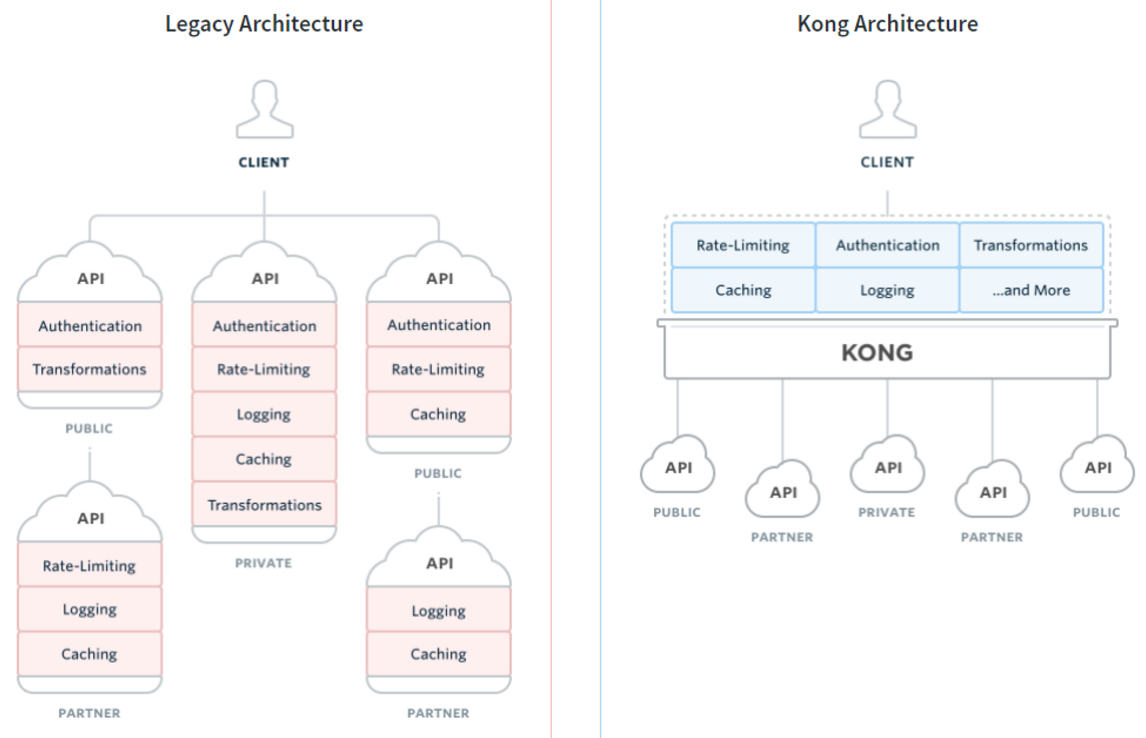 Legacy Architecture
CLIENT
API
Authentication
Transformations
PUBLIC
API
Rate-Limiting
Logging
Caching
PARTNER
API
Authentication
Rate-Limiting
Logging
Caching
Transformations
PRIVATE
API
Authentication
Rate-Limiting
Caching
PUBLIC
API
Logging
Caching
PARTNER
Kong Architecture
CLIENT
Rate-Limiting Authentication Transformations
Caching Logging ...and More
KONG
API
PUBLIC
API
PARTNER
API
PRIVATE
API
PARTNER
API
PUBLIC